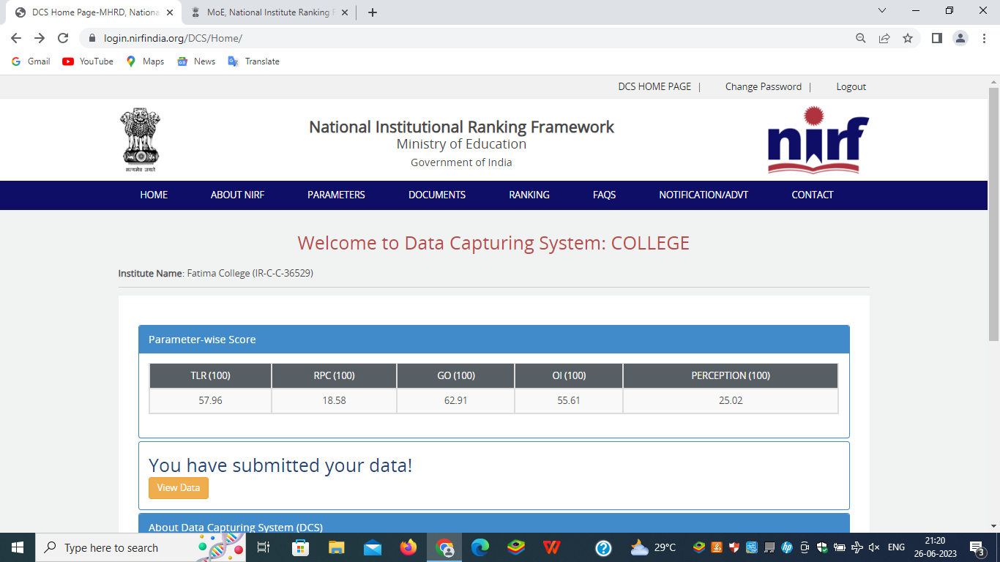 DCS Home Page-MHRD, Nationa
MoE, National Institute Ranking F
login.nirfindia.org/DCS/Home/
Gmail YouTube Maps News Translate
DCS HOME PAGE | Change Password | Logout
National Institutional Ranking Framework
Ministry of Education
Government of India
सत्यमेव जयते
nirf
HOME ABOUT NIRF PARAMETERS DOCUMENTS RANKING FAQS NOTIFICATION/ADVT CONTACT
Welcome to Data Capturing System: COLLEGE
Institute Name: Fatima College (IR-C-C-36529)
Parameter-wise Score
TLR (100) RPC (100) GO (100) OI (100) PERCEPTION (100)
57.96 18.58 62.91 55.61 25.02
You have submitted your data!
View Data
About Data Capturing System (DCS)
Type here to search
29°C
ENG
21:20
26-06-2023
3